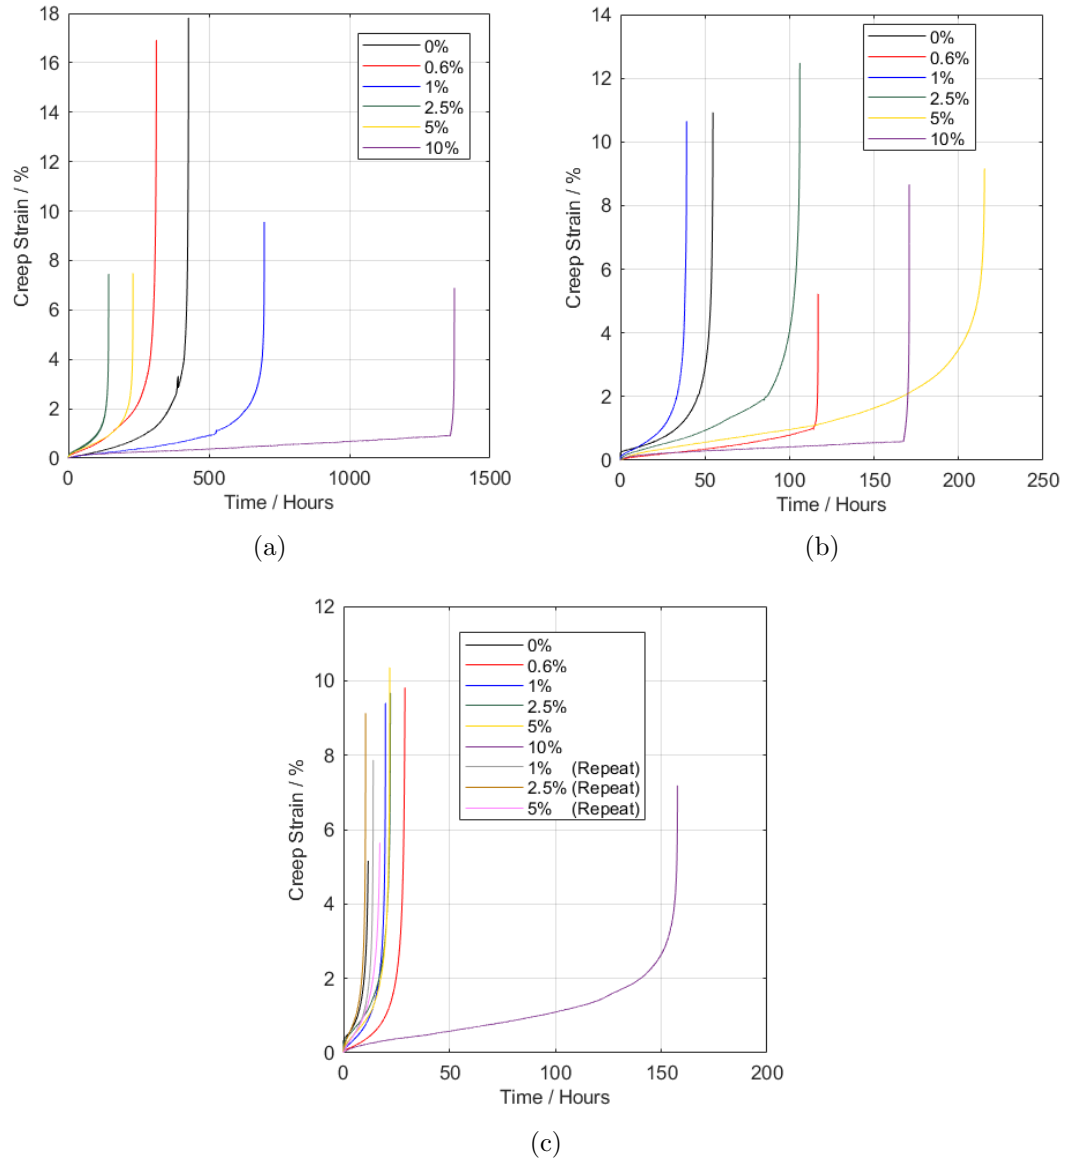 18
16
14
12
10
8
6
4
2
0
Creep Strain / %
0%
0.6%
1%
2.5%
5%
10%
0 500 1000 1500
Time / Hours
(a)
14
12
10
8
6
4
2
0
Creep Strain / %
0%
0.6%
1%
2.5%
5%
10%
0 50 100 150 200 250
Time / Hours
(b)
12
10
8
6
4
2
0
Creep Strain / %
0%
0.6%
1%
2.5%
5%
10%
1% (Repeat)
2.5% (Repeat)
5% (Repeat)
0 50 100 150 200
Time / Hours
(c)